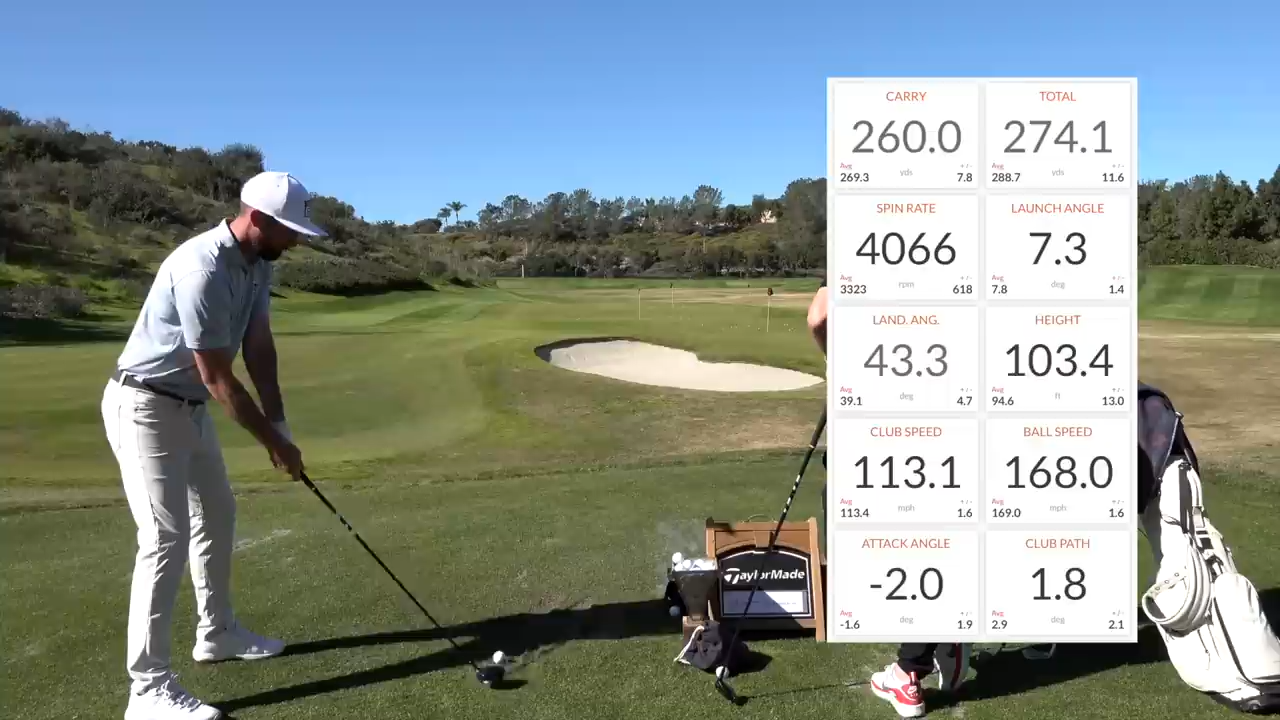 CARRY
260.0
Avg
269.3
yds
+ / -
7.8
TOTAL
274.1
Avg
288.7
yds
+ / -
11.6
SPIN RATE
4066
Avg
3323
rpm
+ / -
618
LAUNCH ANGLE
7.3
Avg
7.8
deg
+ / -
1.4
LAND. ANG.
43.3
Avg
39.1
deg
+ / -
4.7
HEIGHT
103.4
Avg
94.6
ft
+ / -
13.0
CLUB SPEED
113.1
Avg
113.4
mph
+ / -
1.6
BALL SPEED
168.0
Avg
169.0
mph
+ / -
1.6
ATTACK ANGLE
-2.0
Avg
-1.6
deg
+ / -
1.9
CLUB PATH
1.8
Avg
2.9
deg
+ / -
2.1
TaylorMade